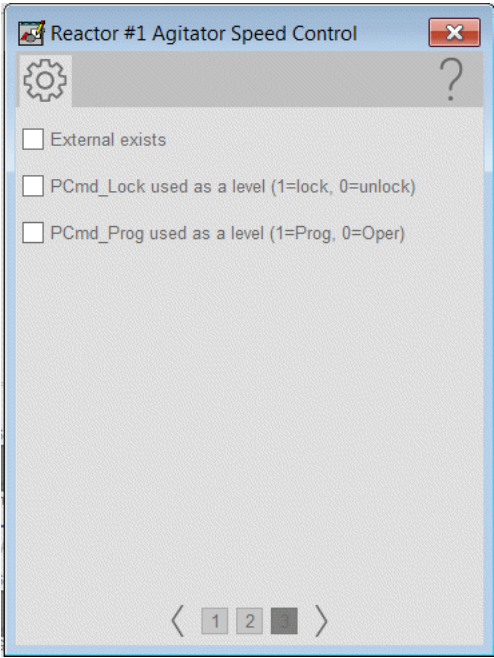 Reactor #1 Agitator Speed Control
?
External exists
PCmd_Lock used as a level (1=lock, 0=unlock)
PCmd_Prog used as a level (1=Prog, 0=Oper)
1 2 3